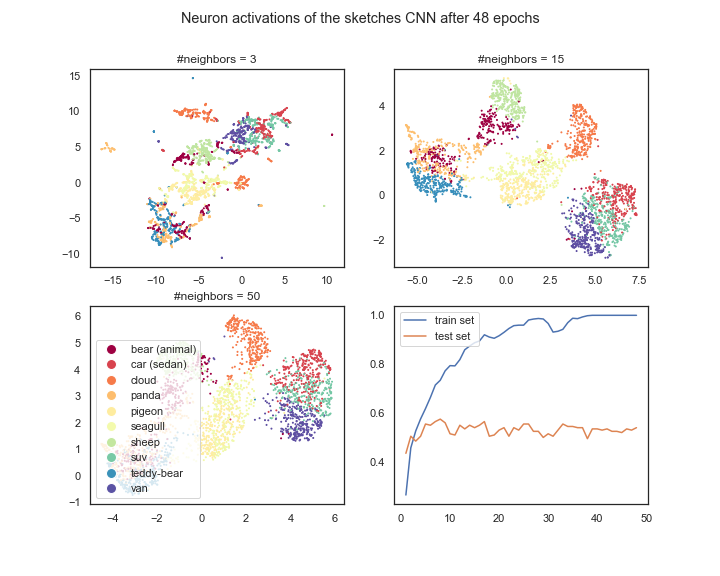 Neuron activations of the sketches CNN after 48 epochs
#neighbors = 3
15
10
5
0
−5
−10
−15 −10 −5 0 5 10
#neighbors = 15
4
2
0
−2
−5.0 −2.5 0.0 2.5 5.0 7.5
#neighbors = 50
6
5
4
3
2
1
0
−1
−4 −2 0 2 4 6
bear (animal)
car (sedan)
cloud
panda
pigeon
seagull
sheep
suv
teddy-bear
van
1.0
0.8
0.6
0.4
0 10 20 30 40 50
train set
test set